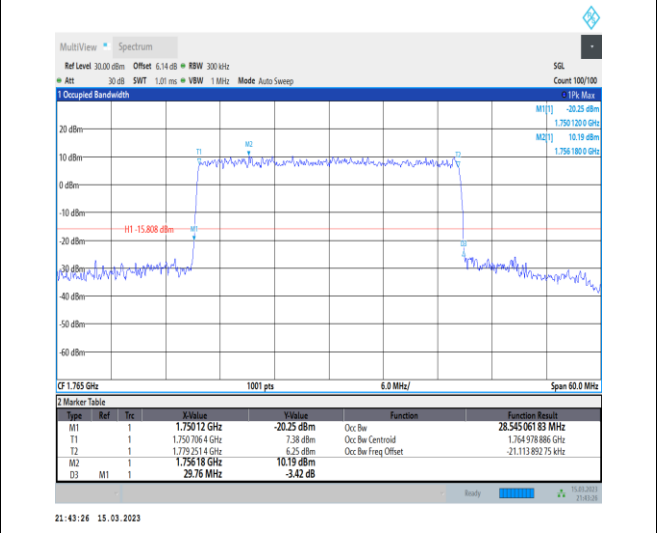 MultiView Spectrum
Ref Level 30.00 dBm Offset 6.14 dB RBW 300 kHz SGL
Att 30 dB SWT 1.01 ms VBW 1 MHz Mode Auto Sweep Count 100/100
1 Occupied Bandwidth 1Pk Max
M1[1] -20.25 dBm
1.750 120 0 GHz
M2[1] 10.19 dBm
1.756 180 0 GHz
20 dBm
M2
T1
T2
10 dBm
0 dBm
-10 dBm
H1 -15.808 dBm M1
-20 dBm
D3
-30 dBm
-40 dBm
-50 dBm
-60 dBm
CF 1.765 GHz 1001 pts 6.0 MHz/ Span 60.0 MHz
2 Marker Table
Type Ref Trc X-Value Y-Value Function Function Result
M1 1 1.75012 GHz -20.25 dBm Occ Bw 28.545 061 83 MHz
T1 1 1.750 706 4 GHz 7.38 dBm Occ Bw Centroid 1.764 978 886 GHz
T2 1 1.779 251 4 GHz 6.25 dBm Occ Bw Freq Offset -21.113 892 75 kHz
M2 1 1.75618 GHz 10.19 dBm
D3 M1 1 29.76 MHz -3.42 dB
Ready 15.03.2023
21:43:26
21:43:26 15.03.2023